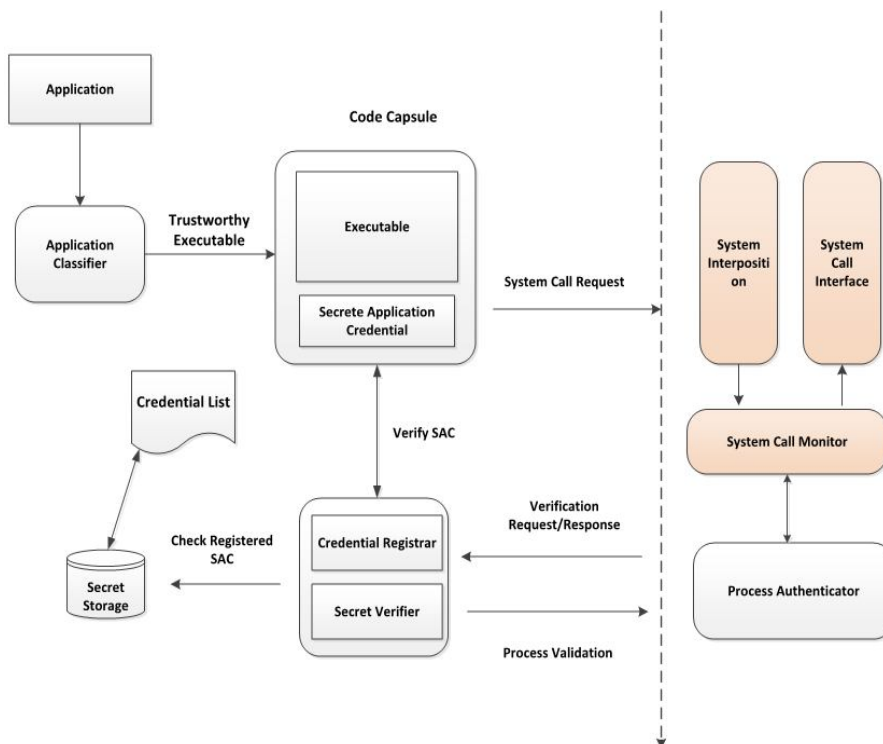 Application
Code Capsule
Application
Classifier
Trustworthy
Executable
Executable
Secrete Application
Credential
System Call Request
System
Interpositi
on
System
Call
Interface
Credential List
Verify SAC
System Call Monitor
Check Registered
SAC
Secret
Storage
Credential Registrar
Secret Verifier
Verification
Request/Response
Process Validation
Process Authenticator